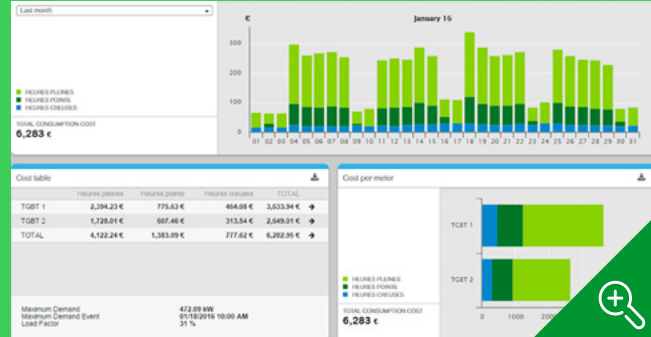 Last month
€
January 16
300
200
100
0
HEURES PLEINES
HEURES POINTE
HEURES CREUSES
TOTAL CONSUMPTION COST
6,283 €
01 02 03 04 05 06 07 08 09 10 11 12 13 14 15 16 17 18 19 20 21 22 23 24 25 26 27 28 29 30 31
Cost table
Heures pleines Heures pointe Heures creuses TOTAL
TGBT 1 2,394.23 € 775.63 € 464.08 € 3,633.94 €
TGBT 2 1,728.01 € 607.46 € 313.54 € 2,649.01 €
TOTAL 4,122.24 € 1,383.09 € 777.62 € 6,282.95 €
Maximum Demand 472.09 kW
Maximum Demand Event 01/18/2016 10:00 AM
Load Factor 31 %
Cost per meter
TGBT 1
TGBT 2
HEURES PLEINES
HEURES POINTE
HEURES CREUSES
TOTAL CONSUMPTION COST
6,283 €
0 1000